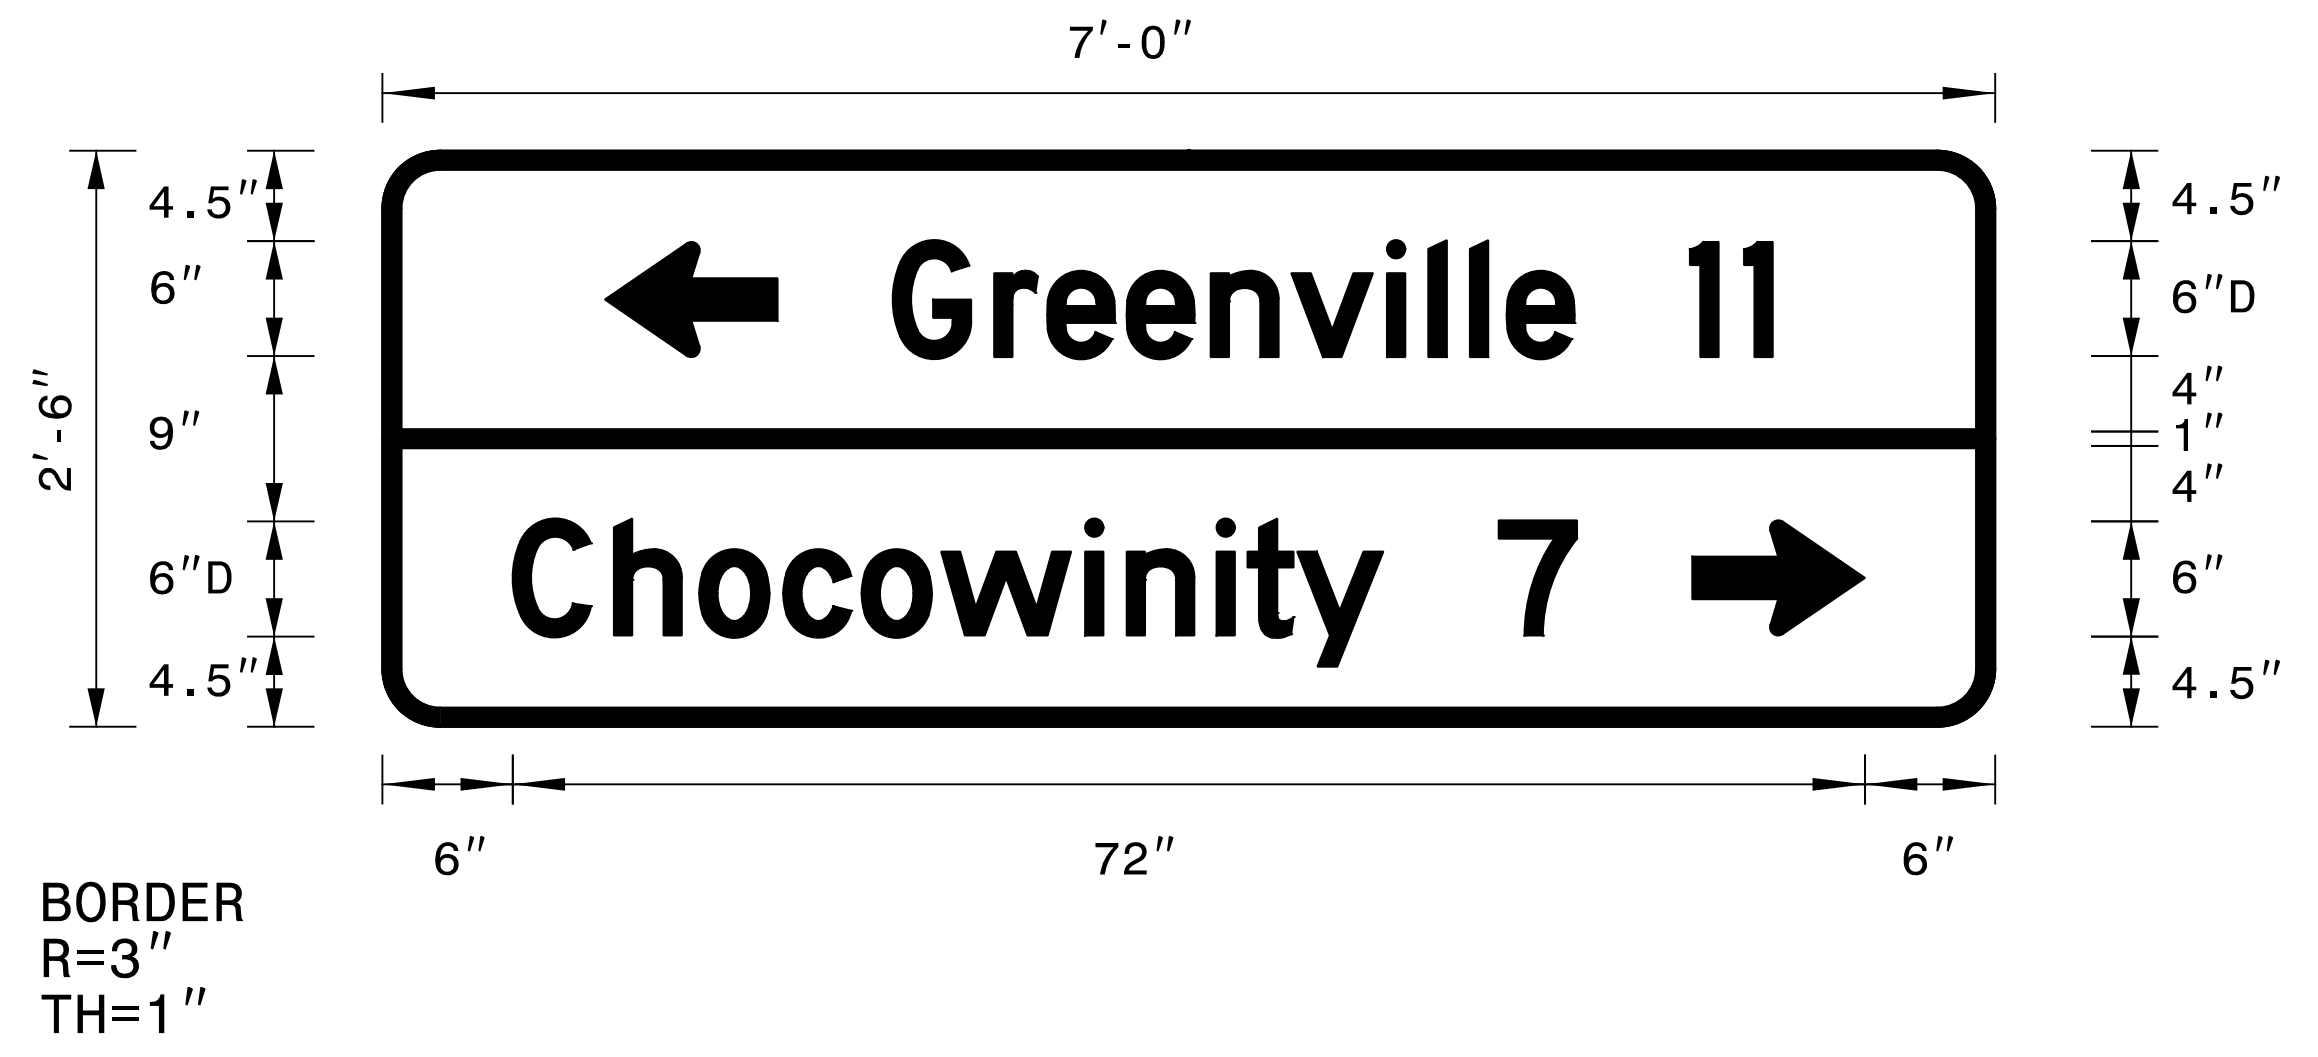 7'-0"
4.5"
6"
9"
6"D
4.5"
2'-6"
Greenville 11
Chocowinity 7
4.5"
6"D
4"
1"
4"
6"
4.5"
6" 72" 6"
BORDER
R=3"
TH=1"